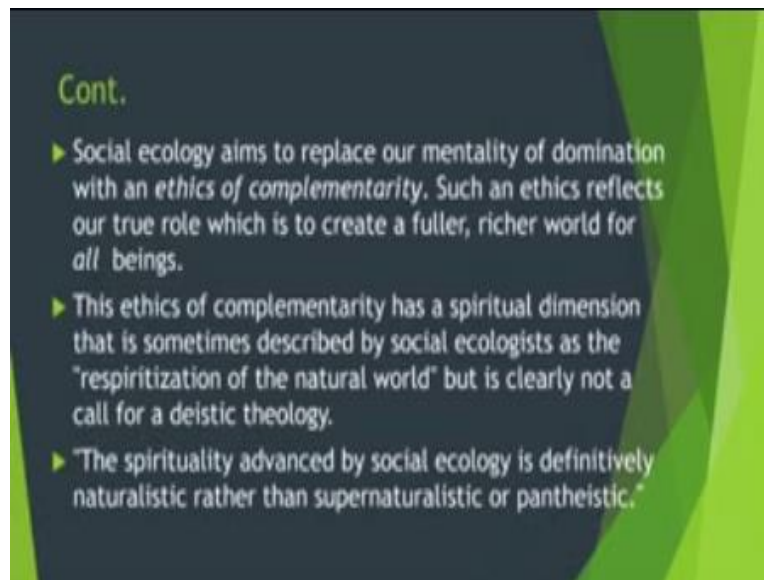 Cont.
Social ecology aims to replace our mentality of domination
with an ethics of complementarity. Such an ethics reflects
our true role which is to create a fuller, richer world for
all beings.
This ethics of complementarity has a spiritual dimension
that is sometimes described by social ecologists as the
"respiritization of the natural world" but is clearly not a
call for a deistic theology.
"The spirituality advanced by social ecology is definitively
naturalistic rather than supernaturalistic or pantheistic."